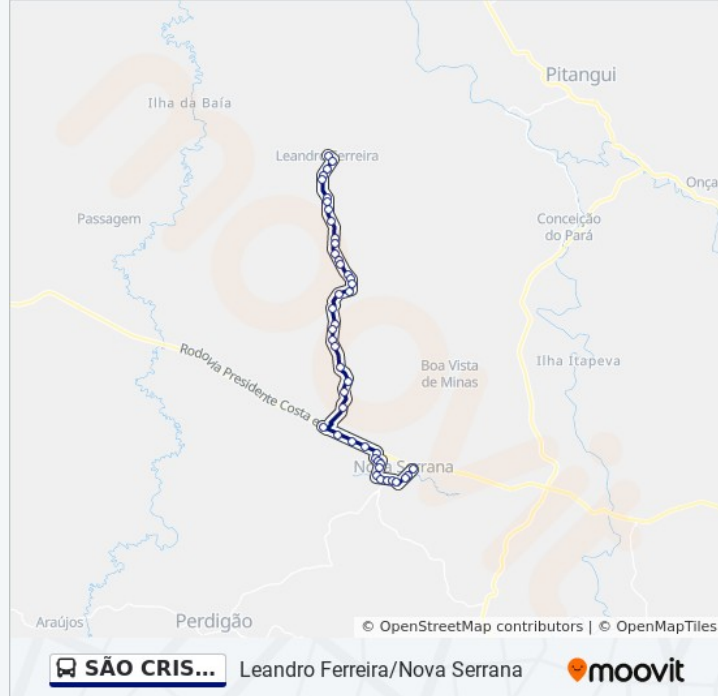 Pitangui
Ilha da Baía
Leandro Ferreira
Onça
Passagem
Conceição
do Pará
Rodovia Presidente Costa e
Boa Vista
de Minas
Ilha Itapeva
Nova Serrana
Araújos
Perdigão
© OpenStreetMap contributors | © OpenMapTiles
SÃO CRIS...
Leandro Ferreira/Nova Serrana
moovit
moovit